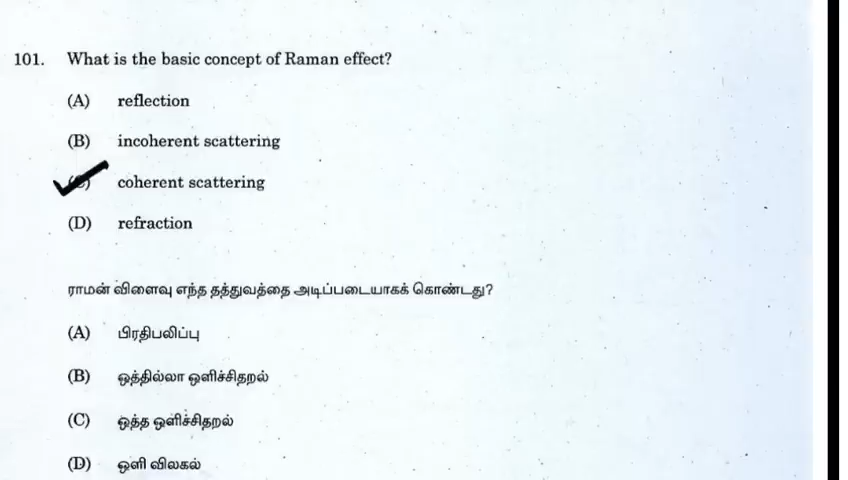 101. What is the basic concept of Raman effect?
(A) reflection
(B) incoherent scattering
(C) coherent scattering
(D) refraction
ராமன் விளைவு எந்த தத்துவத்தை அடிப்படையாகக் கொண்டது?
(A) பிரதிபலிப்பு
(B) ஒத்தில்லா ஒளிச்சிதறல்
(C) ஒத்த ஒளிச்சிதறல்
(D) ஒளி விலகல்